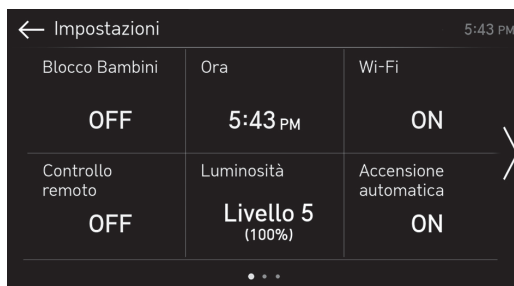 ← Impostazioni
5:43 PM
Blocco Bambini
Ora
Wi-Fi
OFF
5:43 PM
ON
Controllo
remoto
Luminosità
Accensione
automatica
OFF
Livello 5
(100%)
ON